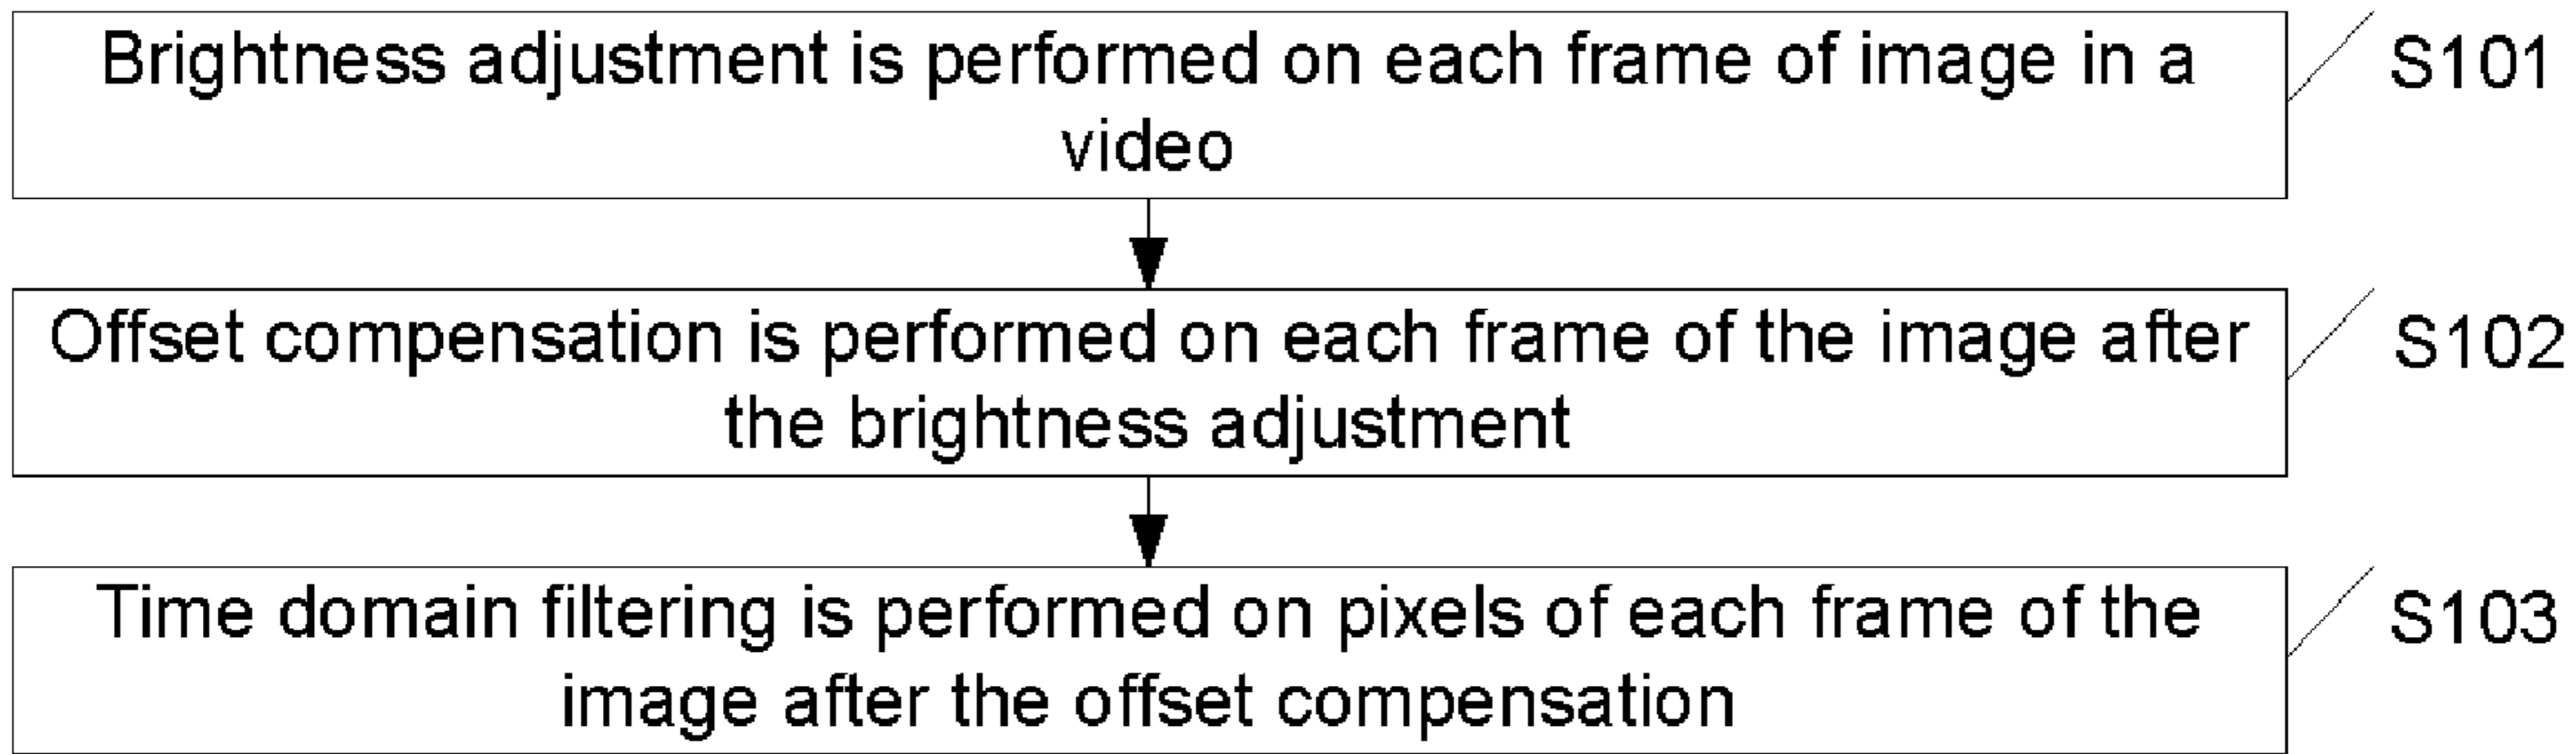 Brightness adjustment is performed on each frame of image in a
video
S101
Offset compensation is performed on each frame of the image after
the brightness adjustment
S102
Time domain filtering is performed on pixels of each frame of the
image after the offset compensation
S103